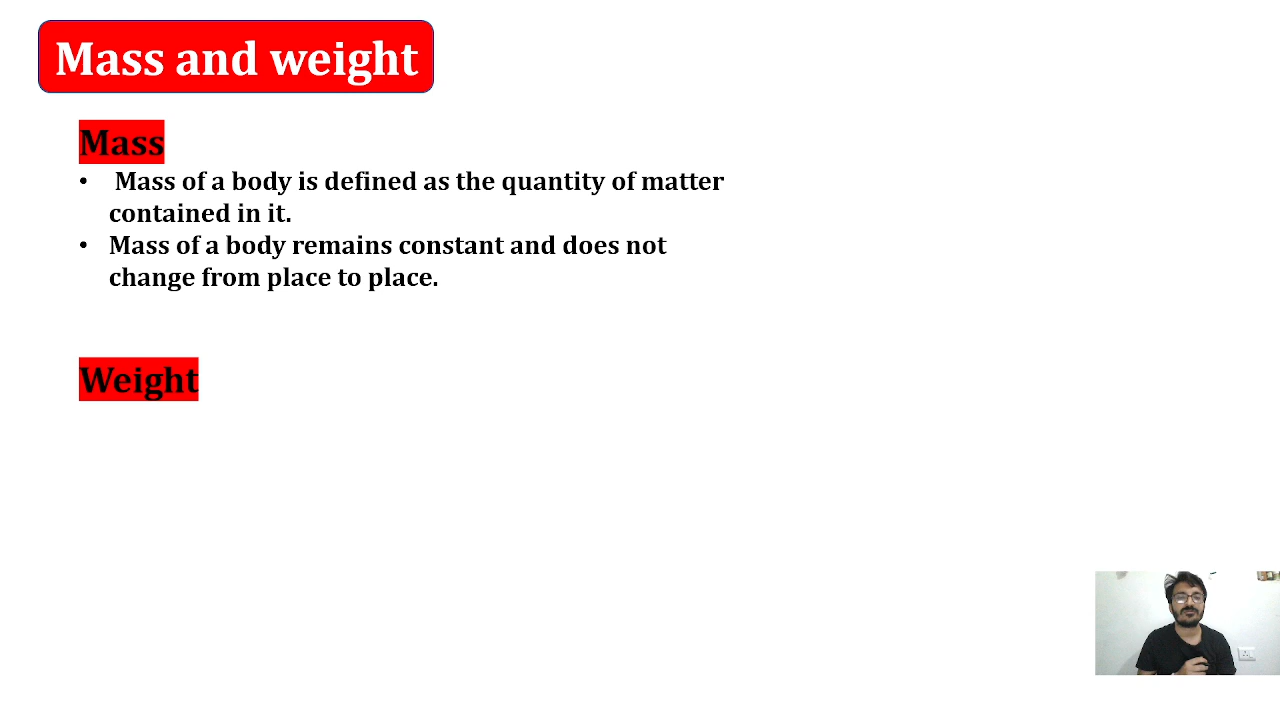 Mass and weight
Mass
• Mass of a body is defined as the quantity of matter
contained in it.
• Mass of a body remains constant and does not
change from place to place.
Weight